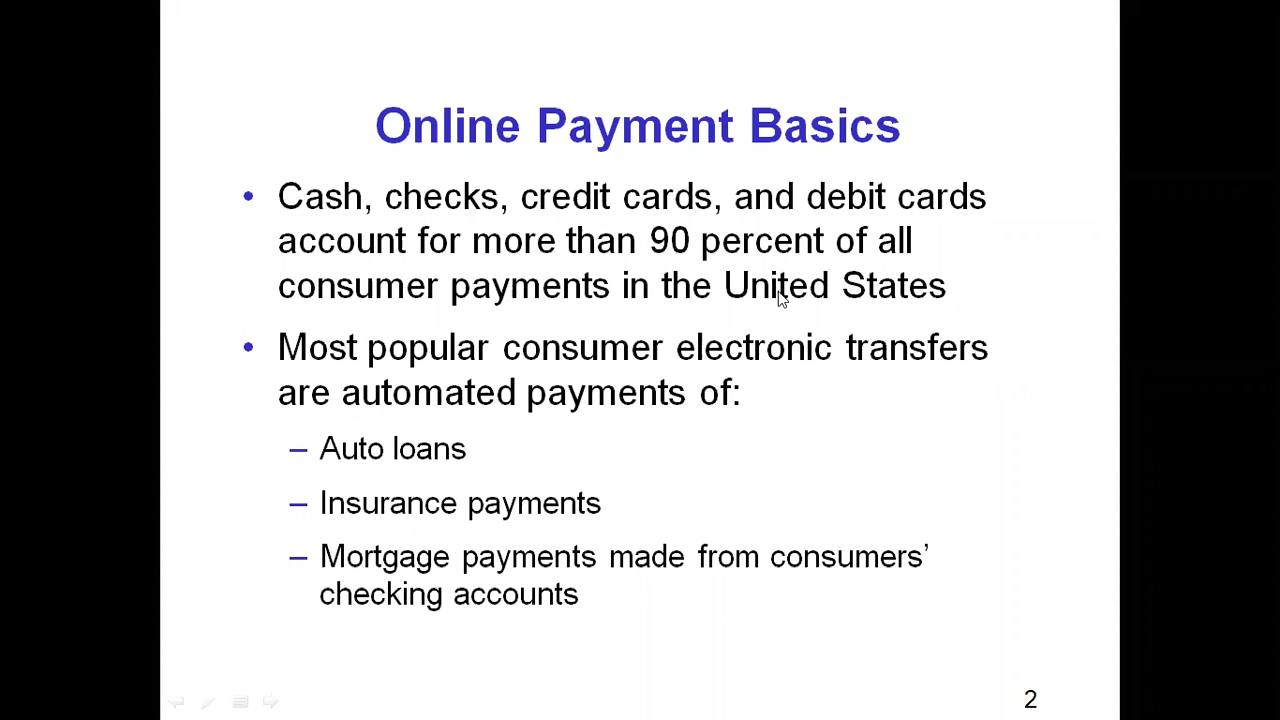 Online Payment Basics
• Cash, checks, credit cards, and debit cards
account for more than 90 percent of all
consumer payments in the United States
• Most popular consumer electronic transfers
are automated payments of:
– Auto loans
– Insurance payments
– Mortgage payments made from consumers’
checking accounts
2